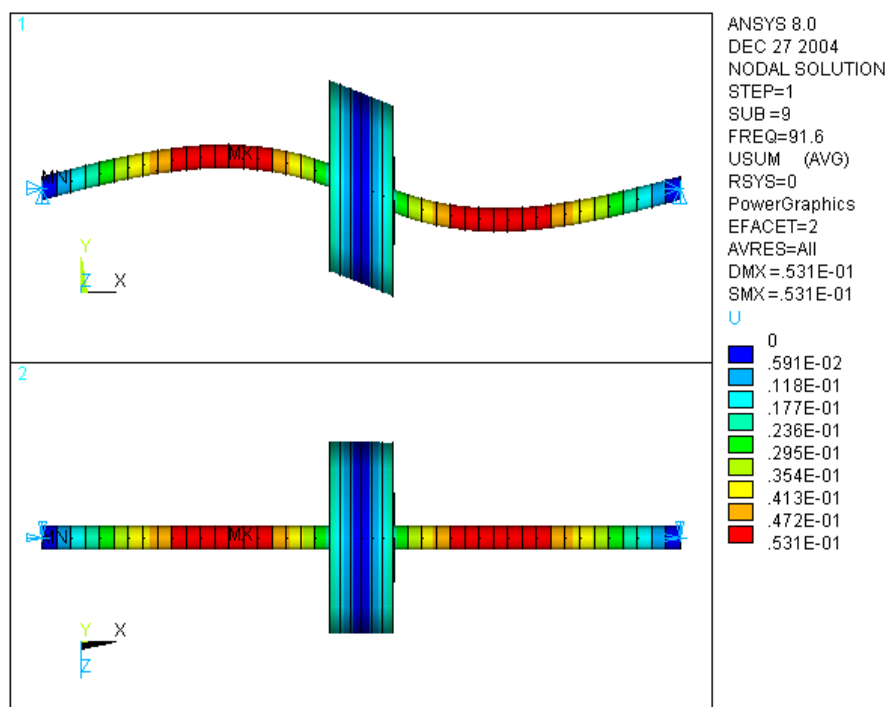 1
MN
MX
Y
Z X
2
MN
MX
Y X
Z
ANSYS 8.0
DEC 27 2004
NODAL SOLUTION
STEP=1
SUB =9
FREQ=91.6
USUM (AVG)
RSYS=0
PowerGraphics
EFACET=2
AVRES=All
DMX =.531E-01
SMX =.531E-01
U
0
.591E-02
.118E-01
.177E-01
.236E-01
.295E-01
.354E-01
.413E-01
.472E-01
.531E-01